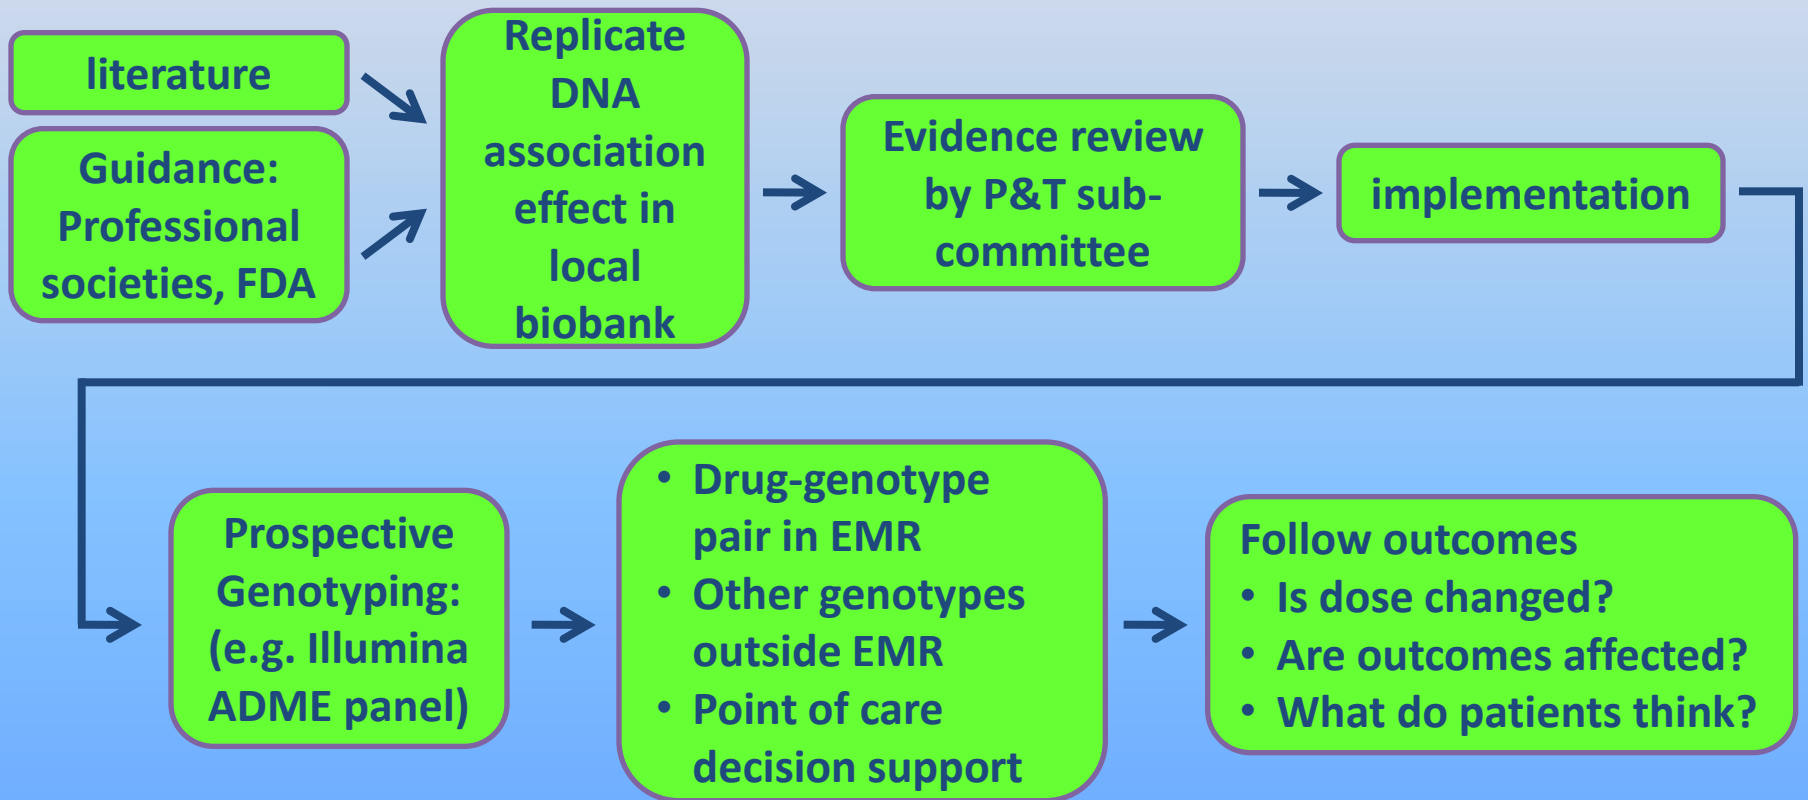 literature
Guidance:
Professional
societies, FDA
Replicate
DNA
association
effect in
local
biobank
Evidence review
by P&T sub-
committee
implementation
Prospective
Genotyping:
(e.g. Illumina
ADME panel)
• Drug-genotype
pair in EMR
• Other genotypes
outside EMR
• Point of care
decision support
Follow outcomes
• Is dose changed?
• Are outcomes affected?
• What do patients think?